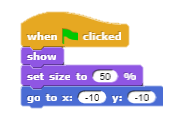 when clicked
show
set size to 50 %
go to x: -10 y: -10